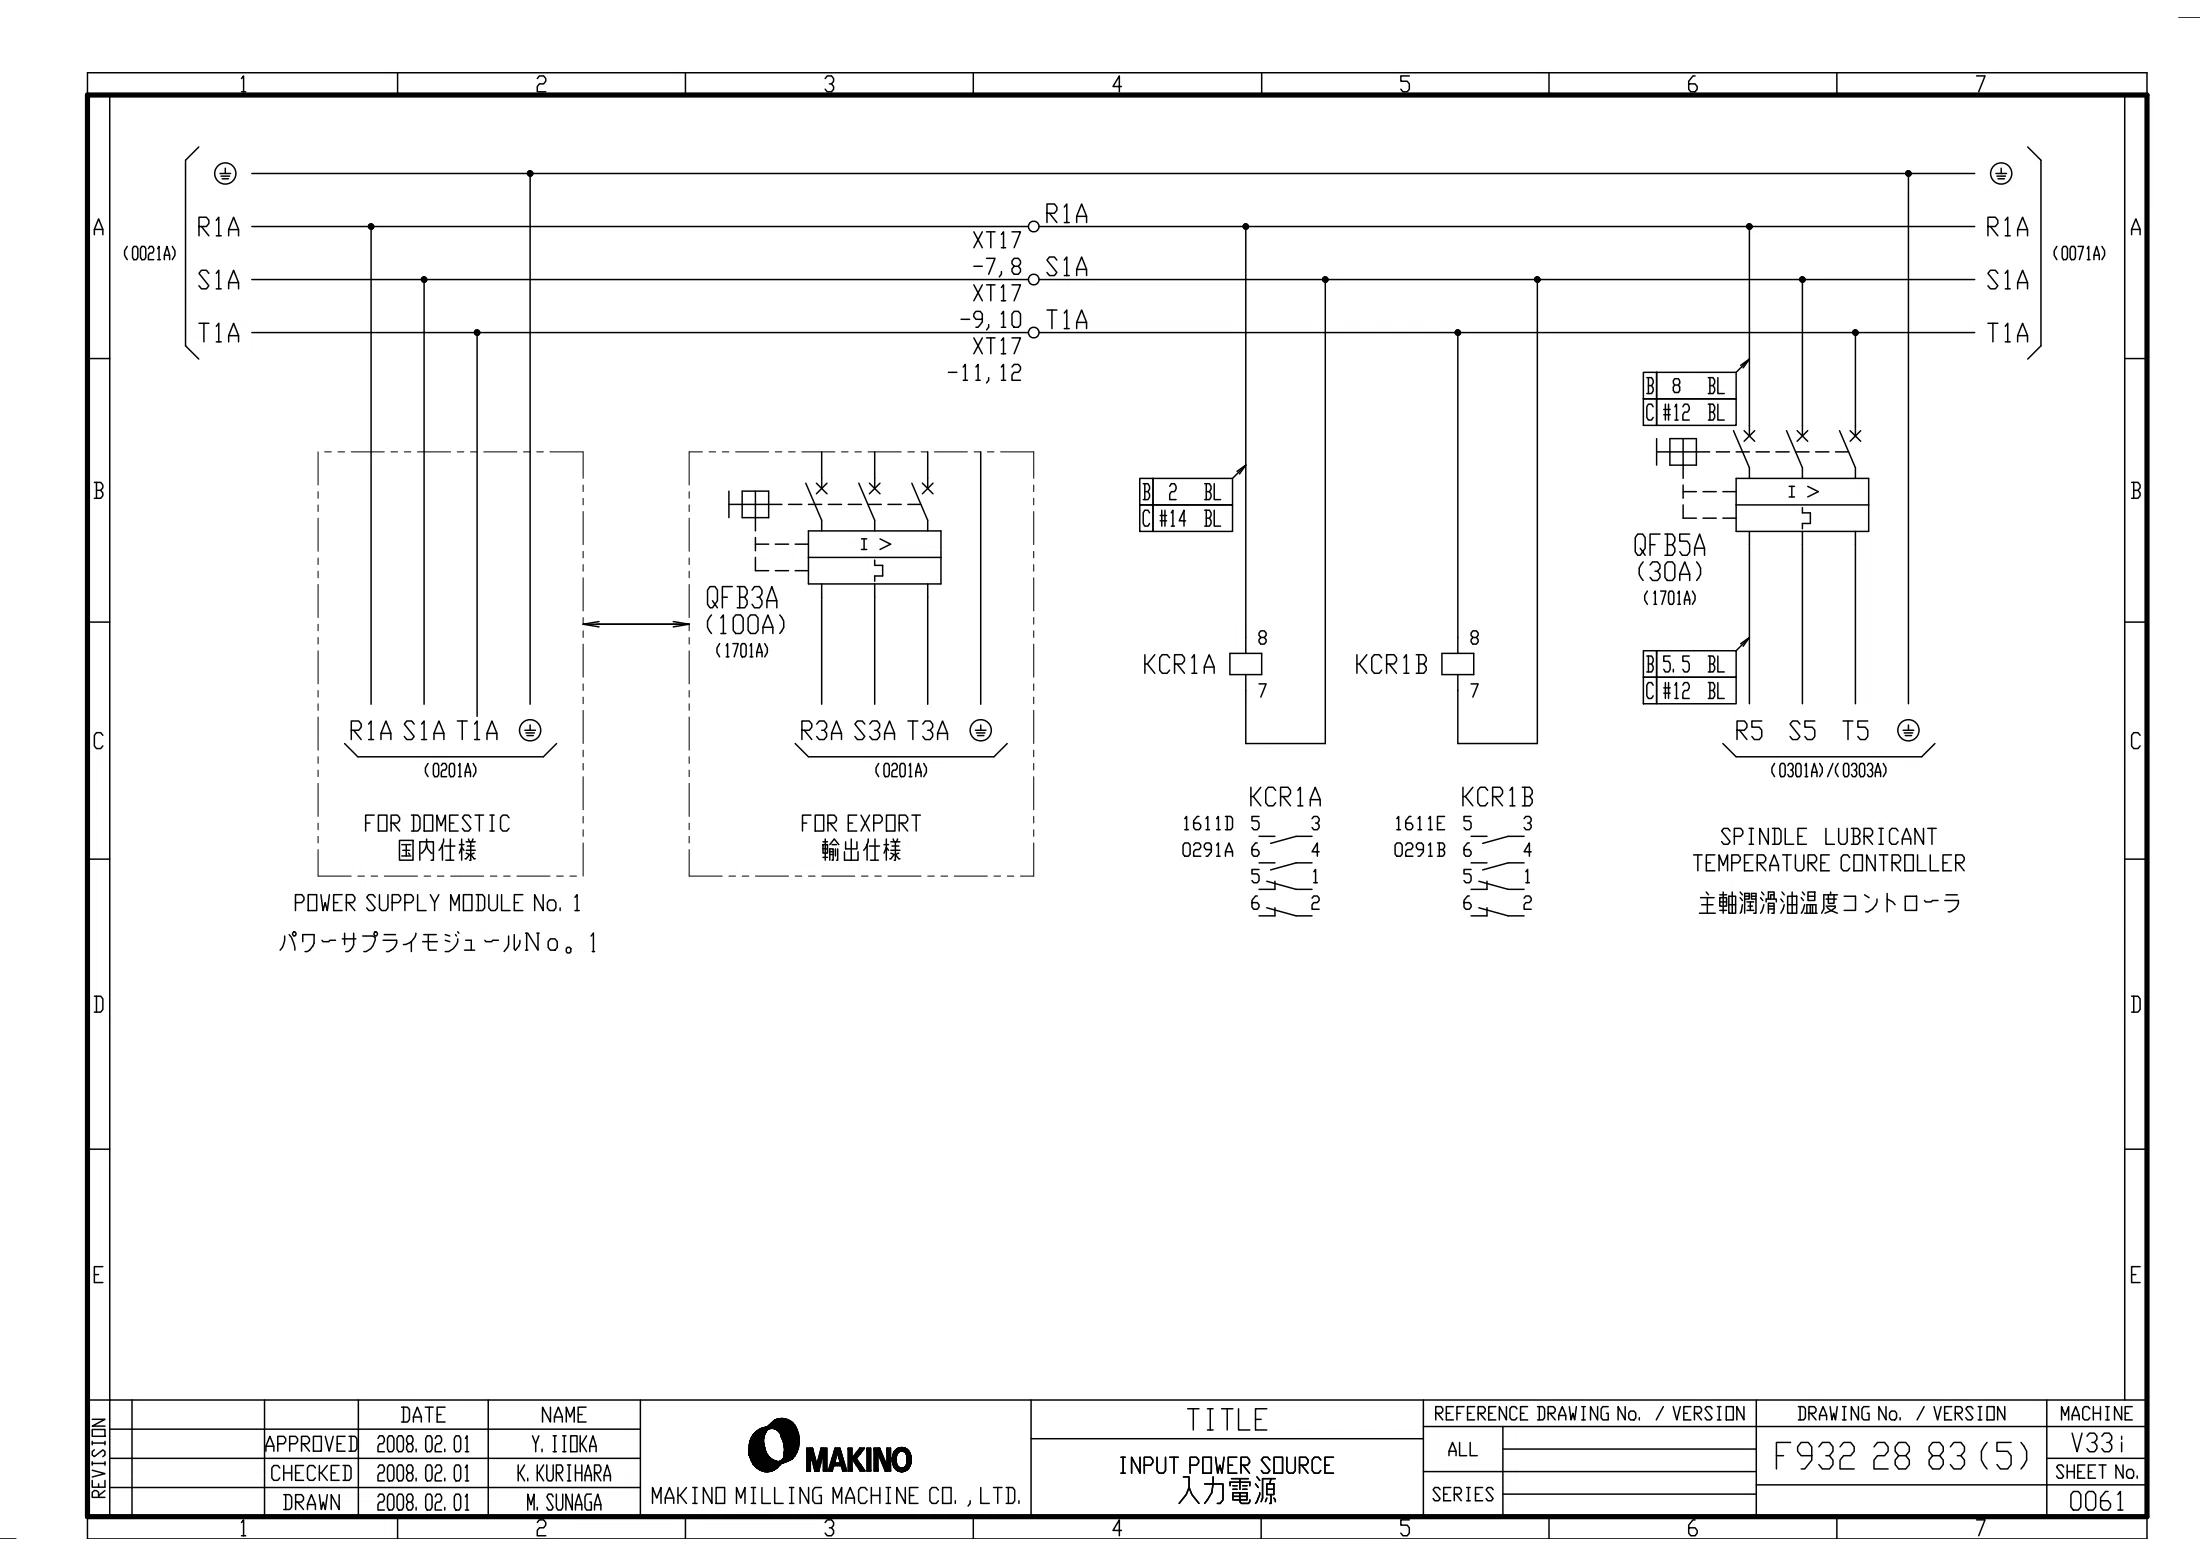 1 2 3 4 5 6 7
R1A R1A R1A
A A
(0021A) XT17 (0071A)
-7, 8
S1A S1A S1A
XT17
-9, 10
T1A T1A T1A
XT17
-11, 12
B 8 BL
C #12 BL
B B
B 2 BL
C #14 BL
I > I >
QFB3A
(100A)
(1701A)
QFB5A
(30A)
(1701A)
8 8
KCR1A KCR1B
7 7
B 5.5 BL
C #12 BL
C C
R1A S1A T1A
(0201A)
R3A S3A T3A
(0201A)
R5 S5 T5
(0301A)/(0303A)
FOR DOMESTIC
国内仕様
FOR EXPORT
輸出仕様
POWER SUPPLY MODULE No. 1
パワーサプライモジュールNo。1
KCR1A
1611D 5 3
0291A 6 4
5 1
6 2
KCR1B
1611E 5 3
0291B 6 4
5 1
6 2
SPINDLE LUBRICANT
TEMPERATURE CONTROLLER
主軸潤滑油温度コントローラ
D D
E E
REVISION
DATE NAME
APPROVED 2008. 02. 01 Y. IIOKA
CHECKED 2008. 02. 01 K. KURIHARA
DRAWN 2008. 02. 01 M. SUNAGA
MAKINO
MAKINO MILLING MACHINE CO. , LTD.
TITLE
INPUT POWER SOURCE
入力電源
REFERENCE DRAWING No. / VERSION
ALL
SERIES
DRAWING No. / VERSION
F932 28 83 (5)
MACHINE
V33i
SHEET No.
0061
1 2 3 4 5 6 7